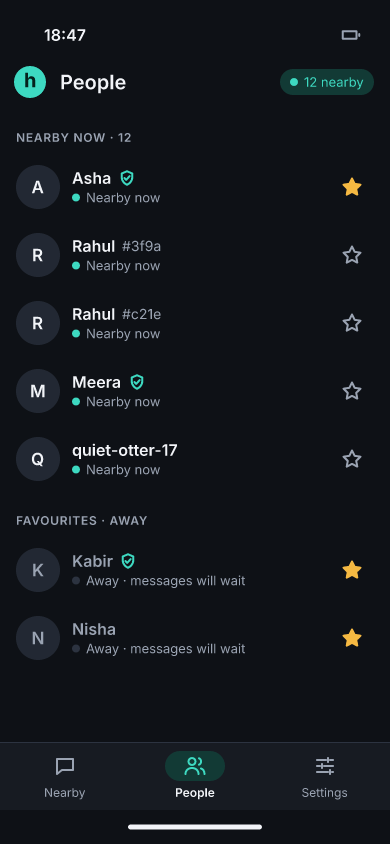 18:47
h People 12 nearby
NEARBY NOW · 12
A Asha
Nearby now
R Rahul #3f9a
Nearby now
R Rahul #c21e
Nearby now
M Meera
Nearby now
Q quiet-otter-17
Nearby now
FAVOURITES · AWAY
K Kabir
Away · messages will wait
N Nisha
Away · messages will wait
Nearby People Settings